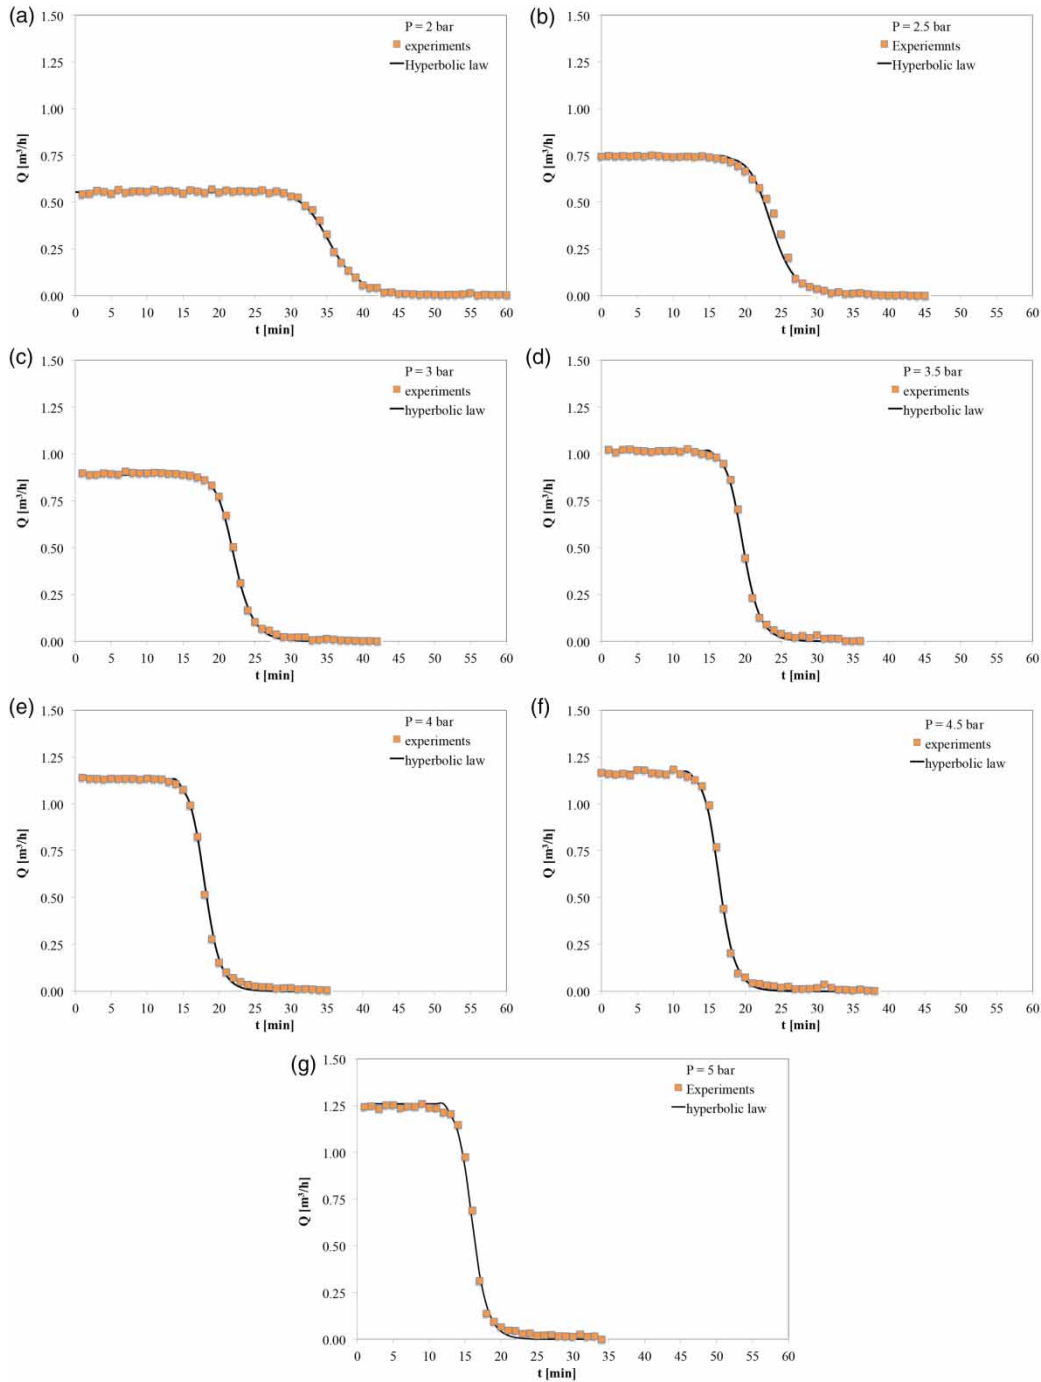 (a)
P = 2 bar
experiments
Hyperbolic law
Q [m³/h]
1.50
1.25
1.00
0.75
0.50
0.25
0.00
0 5 10 15 20 25 30 35 40 45 50 55 60
t [min]
(b)
P = 2.5bar
Experiemnts
Hyperbolic law
Q [m³/h]
1.50
1.25
1.00
0.75
0.50
0.25
0.00
0 5 10 15 20 25 30 35 40 45 50 55 60
t [min]
(c)
P = 3 bar
experiments
hyperbolic law
Q [m³/h]
1.50
1.25
1.00
0.75
0.50
0.25
0.00
0 5 10 15 20 25 30 35 40 45 50 55 60
t [min]
(d)
P = 3.5 bar
experiments
hyperbolic law
Q [m³/h]
1.50
1.25
1.00
0.75
0.50
0.25
0.00
0 5 10 15 20 25 30 35 40 45 50 55 60
t [min]
(e)
P = 4 bar
experiments
hyperbolic law
Q [m³/h]
1.50
1.25
1.00
0.75
0.50
0.25
0.00
0 5 10 15 20 25 30 35 40 45 50 55 60
t [min]
(f)
P = 4.5 bar
experiments
hyperbolic law
Q [m³/h]
1.50
1.25
1.00
0.75
0.50
0.25
0.00
0 5 10 15 20 25 30 35 40 45 50 55 60
t [min]
(g)
P = 5 bar
Experiments
hyperbolic law
Q [m³/h]
1.50
1.25
1.00
0.75
0.50
0.25
0.00
0 5 10 15 20 25 30 35 40 45 50 55 60
t [min]